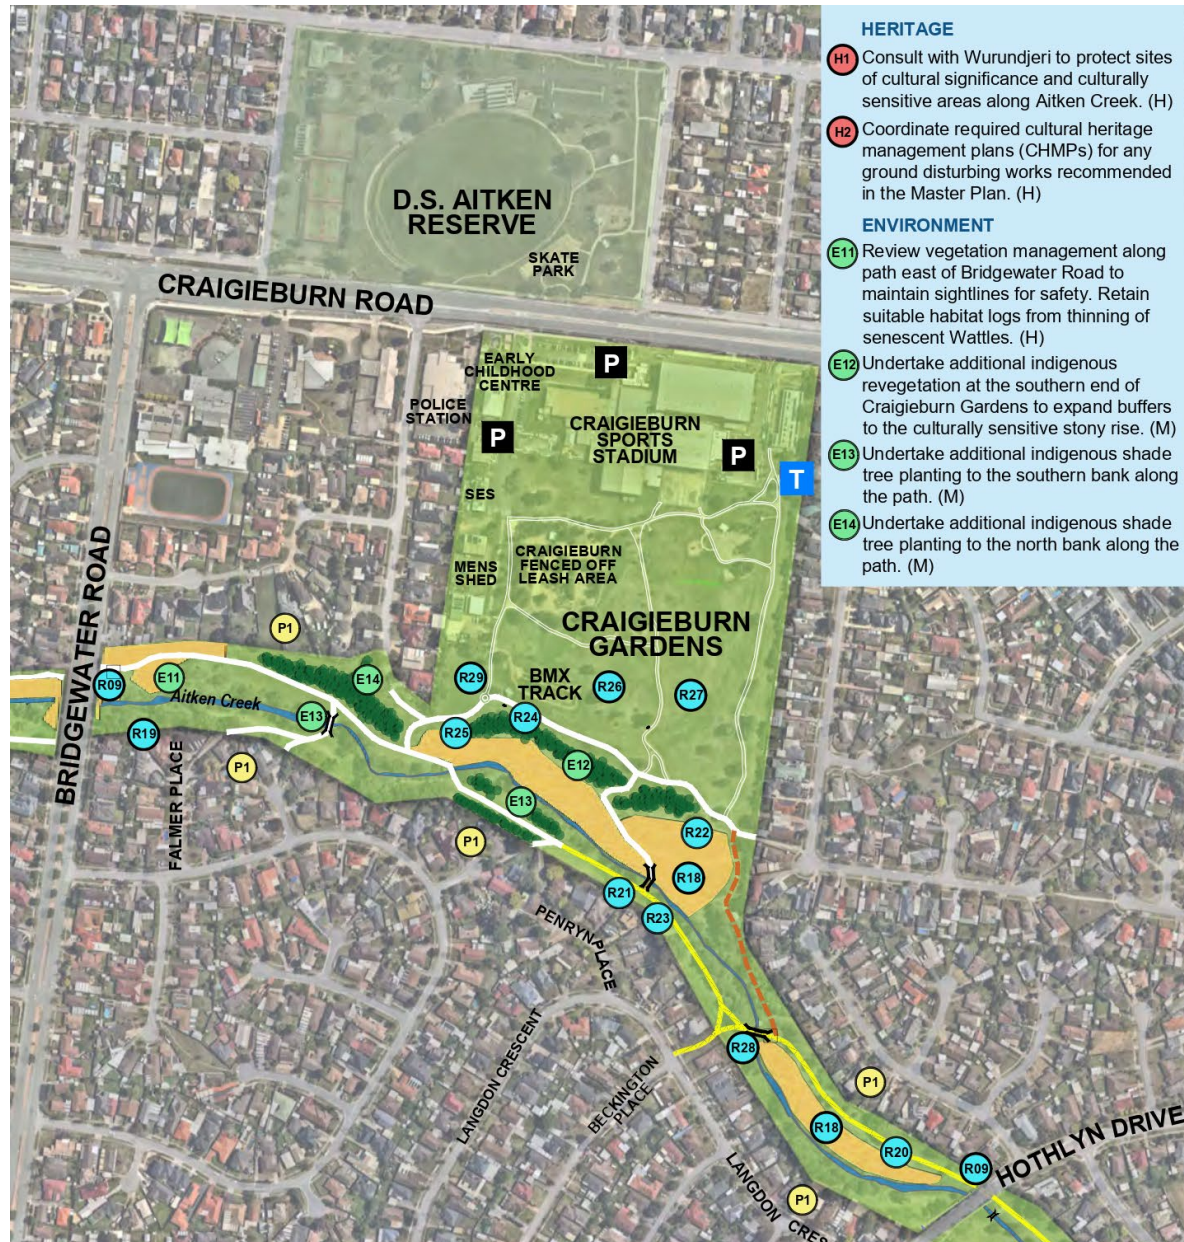 HERITAGE
H1 Consult with Wurundjeri to protect sites
of cultural significance and culturally
sensitive areas along Aitken Creek. (H)
H2 Coordinate required cultural heritage
management plans (CHMPs) for any
ground disturbing works recommended
in the Master Plan. (H)
ENVIRONMENT
E11 Review vegetation management along
path east of Bridgewater Road to
maintain sightlines for safety. Retain
suitable habitat logs from thinning of
senescent Wattles. (H)
E12 Undertake additional indigenous
revegetation at the southern end of
Craigieburn Gardens to expand buffers
to the culturally sensitive stony rise. (M)
E13 Undertake additional indigenous shade
tree planting to the southern bank along
the path. (M)
E14 Undertake additional indigenous shade
tree planting to the north bank along the
path. (M)
D.S. AITKEN
RESERVE
SKATE
PARK
CRAIGIEBURN ROAD
EARLY
CHILDHOOD
CENTRE
P
POLICE
STATION
P
CRAIGIEBURN
SPORTS
STADIUM
P
T
SES
CRAIGIEBURN
FENCED OFF
LEASH AREA
MENS
SHED
CRAIGIEBURN
GARDENS
BRIDGEWATER ROAD
P1
R09
E11
Aitken Creek
E14
R29
BMX
TRACK
R26
R27
R19
E13
R25
R24
P1
E12
FALMER PLACE
E13
P1
R22
R18
R21
R23
PENRYN PLACE
R28
LANGDON CRESCENT
BECKINGTON
PLACE
P1
R18
R20
R09
HOTHLYN DRIVE
P1
LANGDON CRES